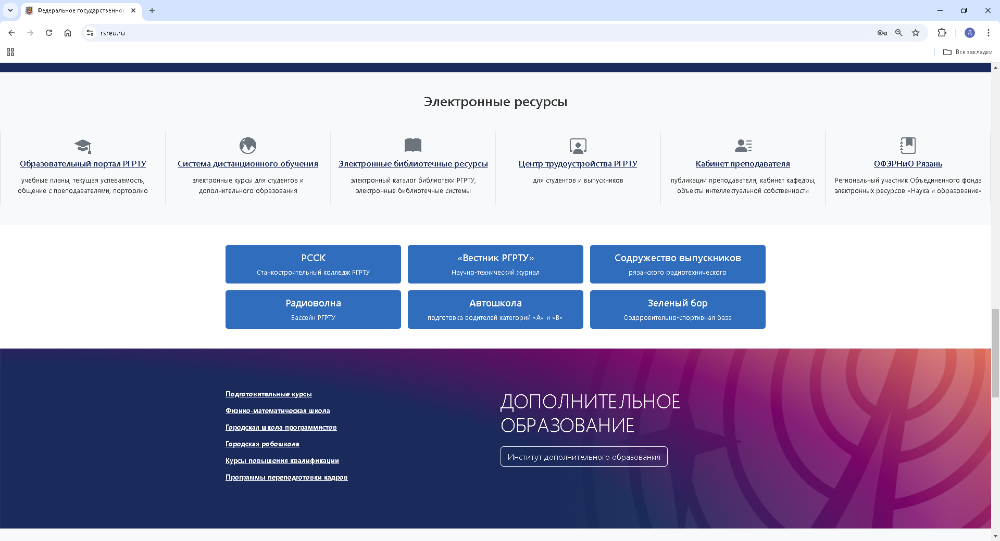 Федеральное государственное
rsreu.ru
Д
Все закладки
Электронные ресурсы
Образовательный портал РГРТУ
учебные планы, текущая успеваемость,
общение с преподавателями, портфолио
Система дистанционного обучения
электронные курсы для студентов и
дополнительного образования
Электронные библиотечные ресурсы
электронный каталог библиотеки РГРТУ,
электронные библиотечные системы
Центр трудоустройства РГРТУ
для студентов и выпускников
Кабинет преподавателя
публикации преподавателя, кабинет кафедры,
объекты интеллектуальной собственности
ОФЭРНиО Рязань
Региональный участник Объединенного фонда
электронных ресурсов «Наука и образование»
РССК
Станкостроительный колледж РГРТУ
«Вестник РГРТУ»
Научно-технический журнал
Содружество выпускников
рязанского радиотехнического
Радиоволна
Бассейн РГРТУ
Автошкола
подготовка водителей категорий «А» и «В»
Зеленый бор
Оздоровительно-спортивная база
Подготовительные курсы
Физико-математическая школа
Городская школа программистов
Городская робошкола
Курсы повышения квалификации
Программы переподготовки кадров
ДОПОЛНИТЕЛЬНОЕ
ОБРАЗОВАНИЕ
Институт дополнительного образования